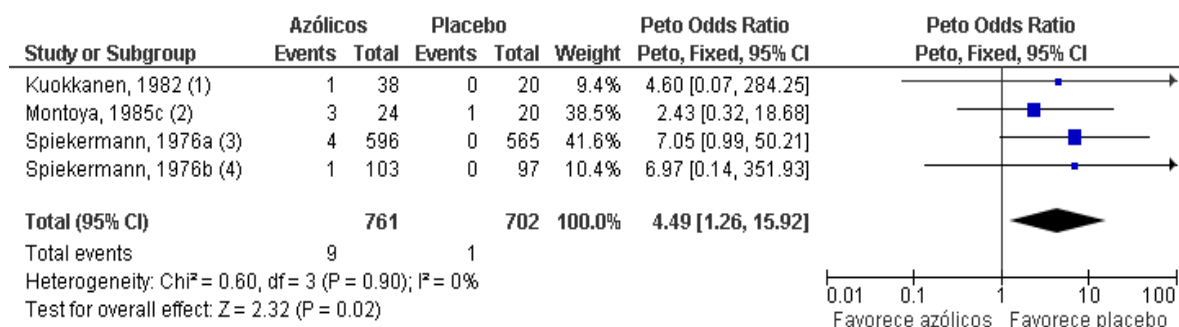 Azólicos Placebo Peto Odds Ratio Peto Odds Ratio
Study or Subgroup Events Total Events Total Weight Peto, Fixed, 95% CI Peto, Fixed, 95% CI
Kuokkanen, 1982 (1) 1 38 0 20 9.4% 4.60 [0.07, 284.25]
Montoya, 1985c (2) 3 24 1 20 38.5% 2.43 [0.32, 18.68]
Spiekermann, 1976a (3) 4 596 0 565 41.6% 7.05 [0.99, 50.21]
Spiekermann, 1976b (4) 1 103 0 97 10.4% 6.97 [0.14, 351.93]
Total (95% CI) 761 702 100.0% 4.49 [1.26, 15.92]
Total events 9 1
Heterogeneity: Chi² = 0.60, df = 3 (P = 0.90); I² = 0%
Test for overall effect: Z = 2.32 (P = 0.02)
0.01 0.1 1 10 100
Favorece azólicos Favorece placebo